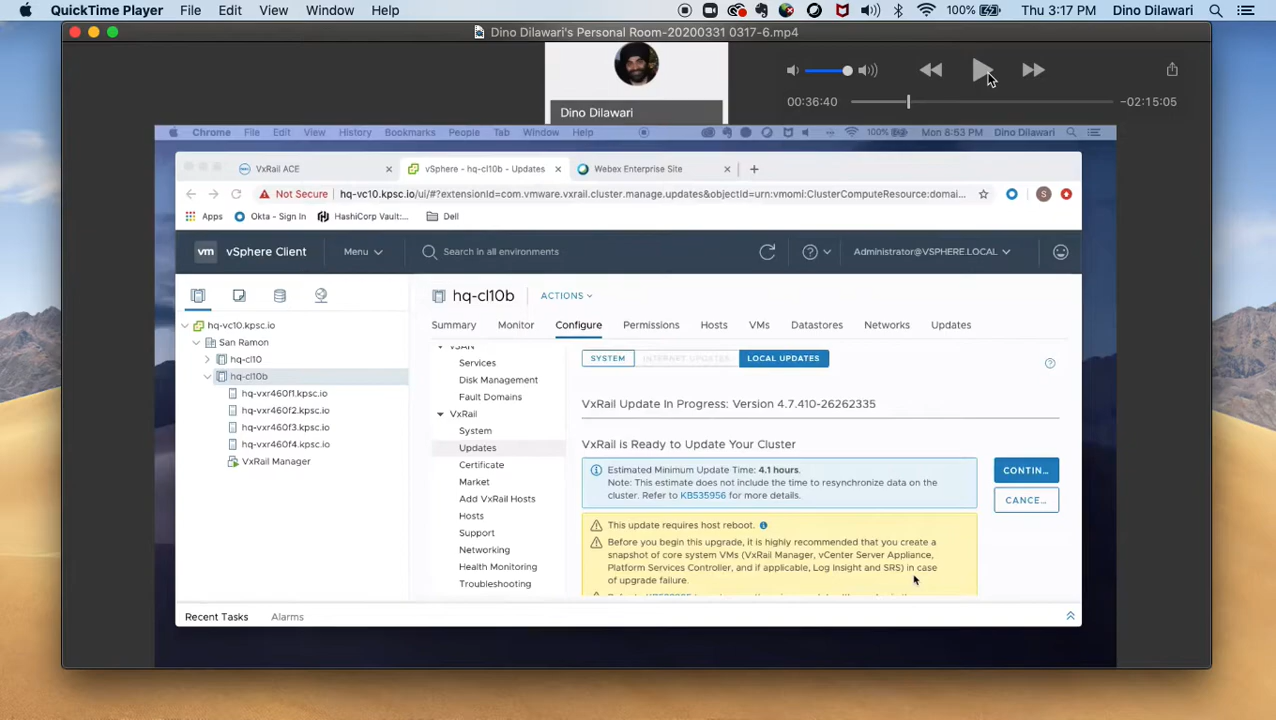 QuickTime Player File Edit View Window Help 100% Thu 3:17 PM Dino Dilawari
Dino Dilawari's Personal Room-20200331 0317-6.mp4
Dino Dilawari
00:36:40 -02:15:05
Chrome File Edit View History Bookmarks People Tab Window Help 100% Mon 8:53 PM Dino Dilawari
VxRail ACE vSphere - hq-cl10b - Updates Webex Enterprise Site
Not Secure hq-vc10.kpsc.io/ui/#?extensionId=com.vmware.vxrail.cluster.manage.updates&objectId=urn:vmomi:ClusterComputeResource:domai... S
Apps Okta - Sign In HashiCorp Vault:... Dell
vm vSphere Client Menu Search in all environments Administrator@VSPHERE.LOCAL
hq-cl10b ACTIONS
Summary Monitor Configure Permissions Hosts VMs Datastores Networks Updates
hq-vc10.kpsc.io
San Ramon
hq-cl10
hq-cl10b
hq-vxr460f1.kpsc.io
hq-vxr460f2.kpsc.io
hq-vxr460f3.kpsc.io
hq-vxr460f4.kpsc.io
VxRail Manager
vSAN
Services
Disk Management
Fault Domains
VxRail
System
Updates
Certificate
Market
Add VxRail Hosts
Hosts
Support
Networking
Health Monitoring
Troubleshooting
SYSTEM INTERNET UPDATES LOCAL UPDATES
VxRail Update In Progress: Version 4.7.410-26262335
VxRail is Ready to Update Your Cluster
Estimated Minimum Update Time: 4.1 hours.
Note: This estimate does not include the time to resynchronize data on the
cluster. Refer to KB535956 for more details.
CONTIN...
CANCE...
This update requires host reboot.
Before you begin this upgrade, it is highly recommended that you create a
snapshot of core system VMs (VxRail Manager, vCenter Server Appliance,
Platform Services Controller, and if applicable, Log Insight and SRS) in case
of upgrade failure.
Recent Tasks Alarms